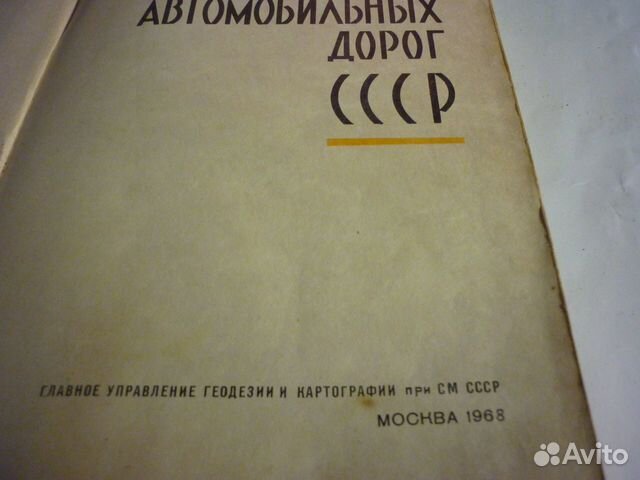 АВТОМОБИЛЬНЫХ
ДОРОГ
СССР
ГЛАВНОЕ УПРАВЛЕНИЕ ГЕОДЕЗИИ И КАРТОГРАФИИ при СМ СССР
МОСКВА 1968
Avito